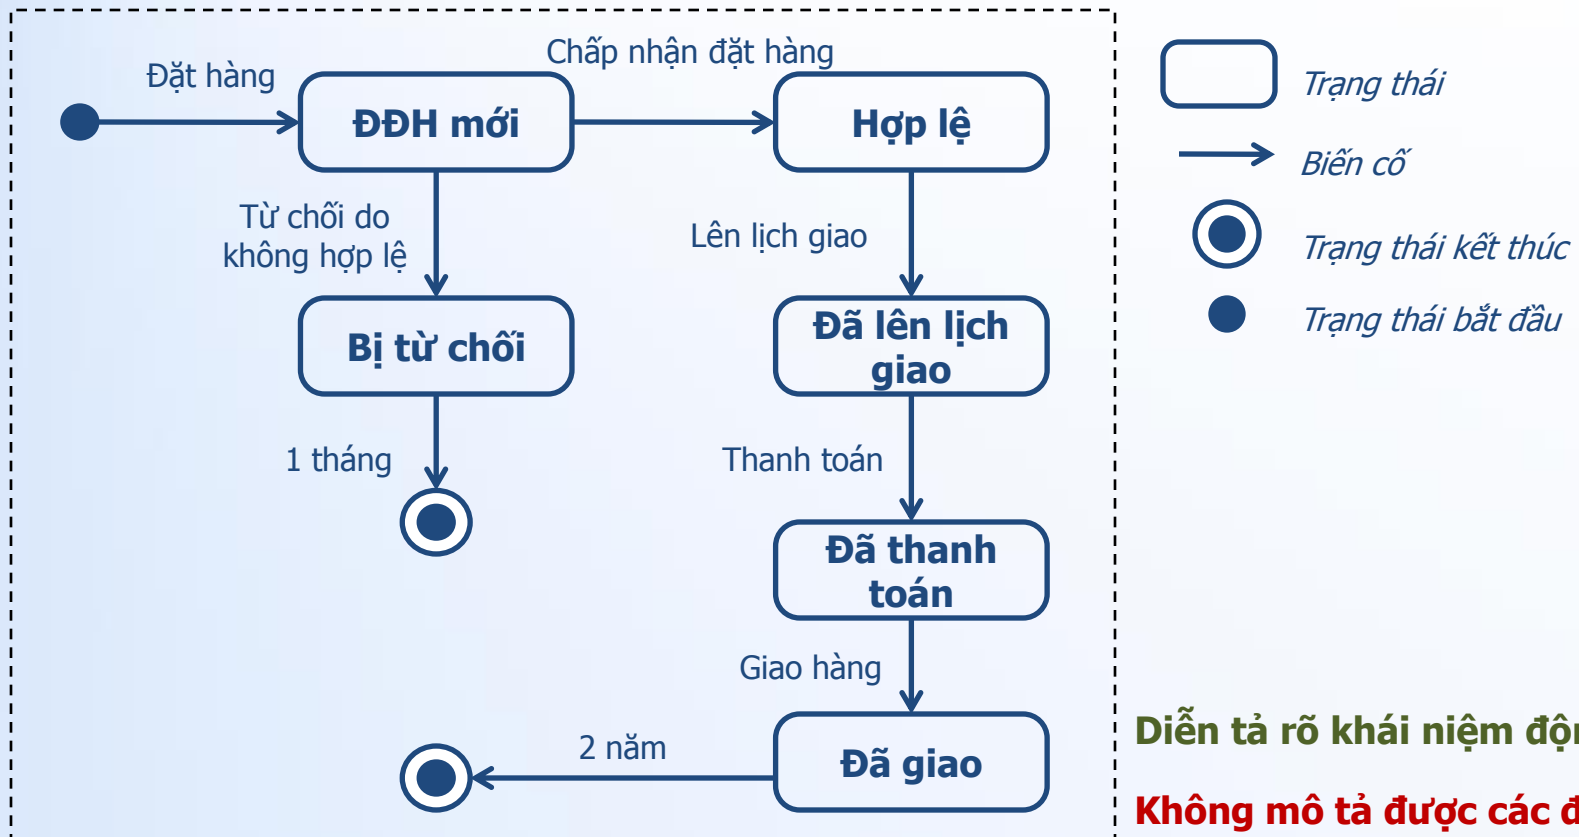 Đặt hàng
Chấp nhận đặt hàng
ĐĐH mới
Hợp lệ
Từ chối do
không hợp lệ
Lên lịch giao
Bị từ chối
Đã lên lịch
giao
1 tháng
Thanh toán
Đã thanh
toán
Giao hàng
2 năm
Đã giao
Trạng thái
Biến cố
Trạng thái kết thúc
Trạng thái bắt đầu
Diễn tả rõ khái niệm
Không mô tả được các